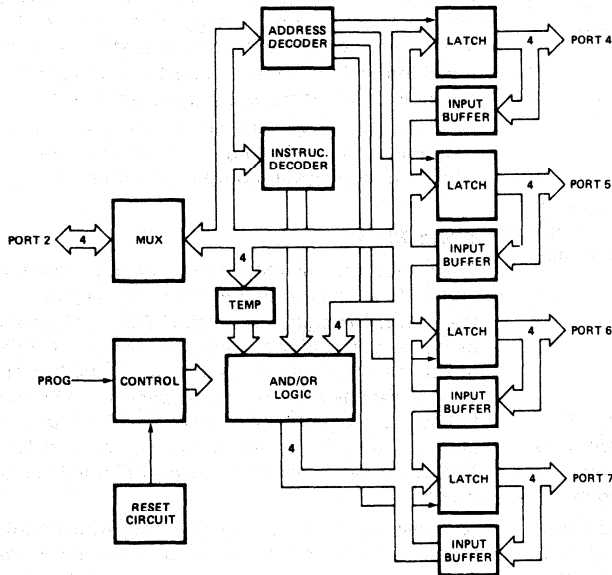 ADDRESS
DECODER
LATCH
4
PORT 4
INPUT
BUFFER
INSTRUC.
DECODER
LATCH
4
PORT 5
INPUT
BUFFER
PORT 2
4
MUX
4
TEMP
4
LATCH
4
PORT 6
PROG
CONTROL
AND/OR
LOGIC
INPUT
BUFFER
4
LATCH
4
PORT 7
RESET
CIRCUIT
INPUT
BUFFER